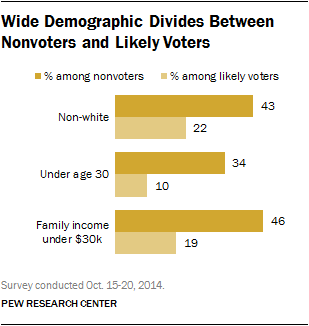 Wide Demographic Divides Between
Nonvoters and Likely Voters
% among nonvoters % among likely voters
Non-white 43
22
Under age 30 34
10
Family income
under $30k 46
19
Survey conducted Oct. 15-20, 2014.
PEW RESEARCH CENTER